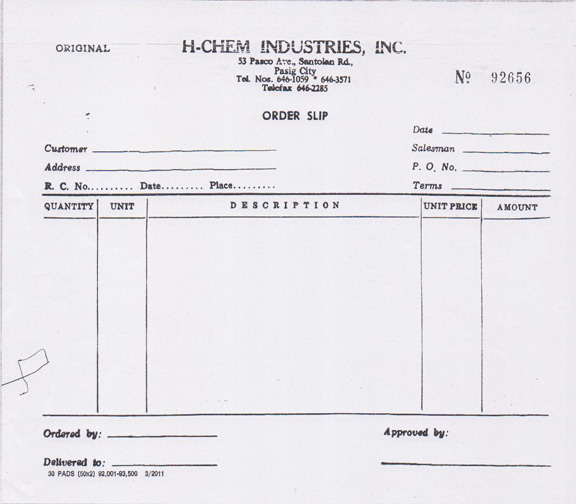 ORIGINAL
H-CHEM INDUSTRIES, INC.
53 Pasco Ave., Santolan Rd.,
Pasig City
Tel. Nos. 646-1059 * 646-3571
Telefax 646-2285
Nº 92656
ORDER SLIP
Date
Customer
Salesman
Address
P. O. No.
R. C. No.......... Date......... Place.........
Terms
QUANTITY UNIT DESCRIPTION UNIT PRICE AMOUNT
Ordered by:
Approved by:
Delivered to:
30 PADS (50x2) 92,001-93,500 3/2011